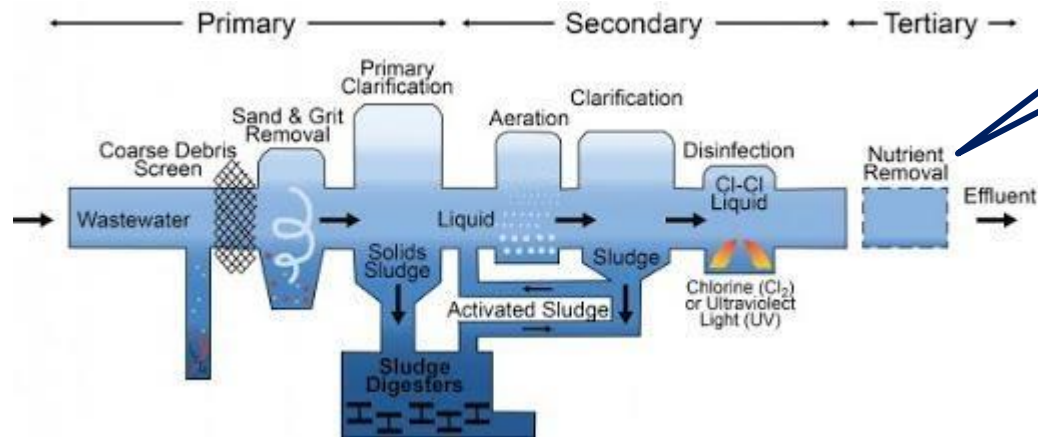 Primary
Secondary
Tertiary
Primary
Clarification
Sand & Grit
Removal
Coarse Debris
Screen
Aeration
Clarification
Disinfection
Nutrient
Removal
Wastewater
Liquid
Cl-Cl
Liquid
Effluent
Solids
Sludge
Sludge
Activated Sludge
Chlorine (Cl₂)
or Ultraviolect
Light (UV)
Sludge
Digesters